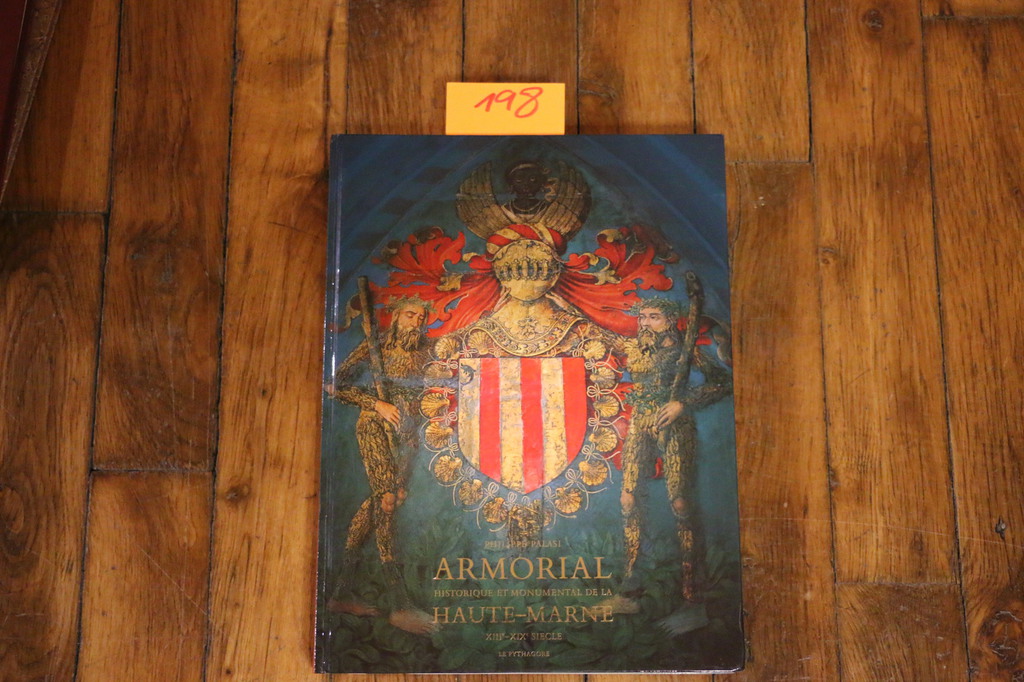 198
PHILIPPE PALASI
ARMORIAL
HISTORIQUE ET MONUMENTAL DE LA
HAUTE-MARNE
XIIIᵉ-XIXᵉ SIÈCLE
LE PYTHAGORE